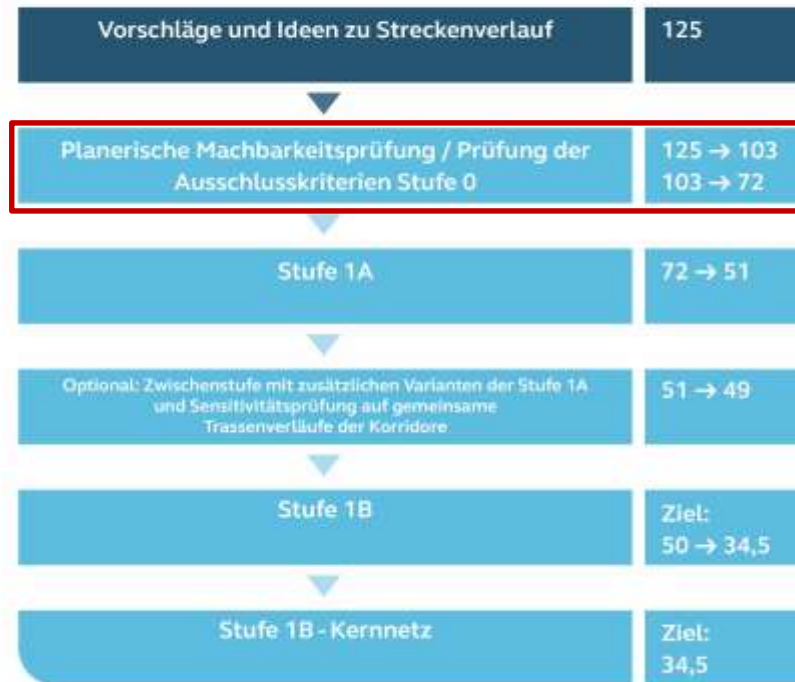 Vorschläge und Ideen zu Streckenverlauf
125
Planerische Machbarkeitsprüfung / Prüfung der
Ausschlusskriterien Stufe 0
125 → 103
103 → 72
Stufe 1A
72 → 51
Optional: Zwischenstufe mit zusätzlichen Varianten der Stufe 1A
und Sensitivitätsprüfung auf gemeinsame
Trassenverläufe der Korridore
51 → 49
Stufe 1B
Ziel:
50 → 34,5
Stufe 1B - Kernnetz
Ziel:
34,5